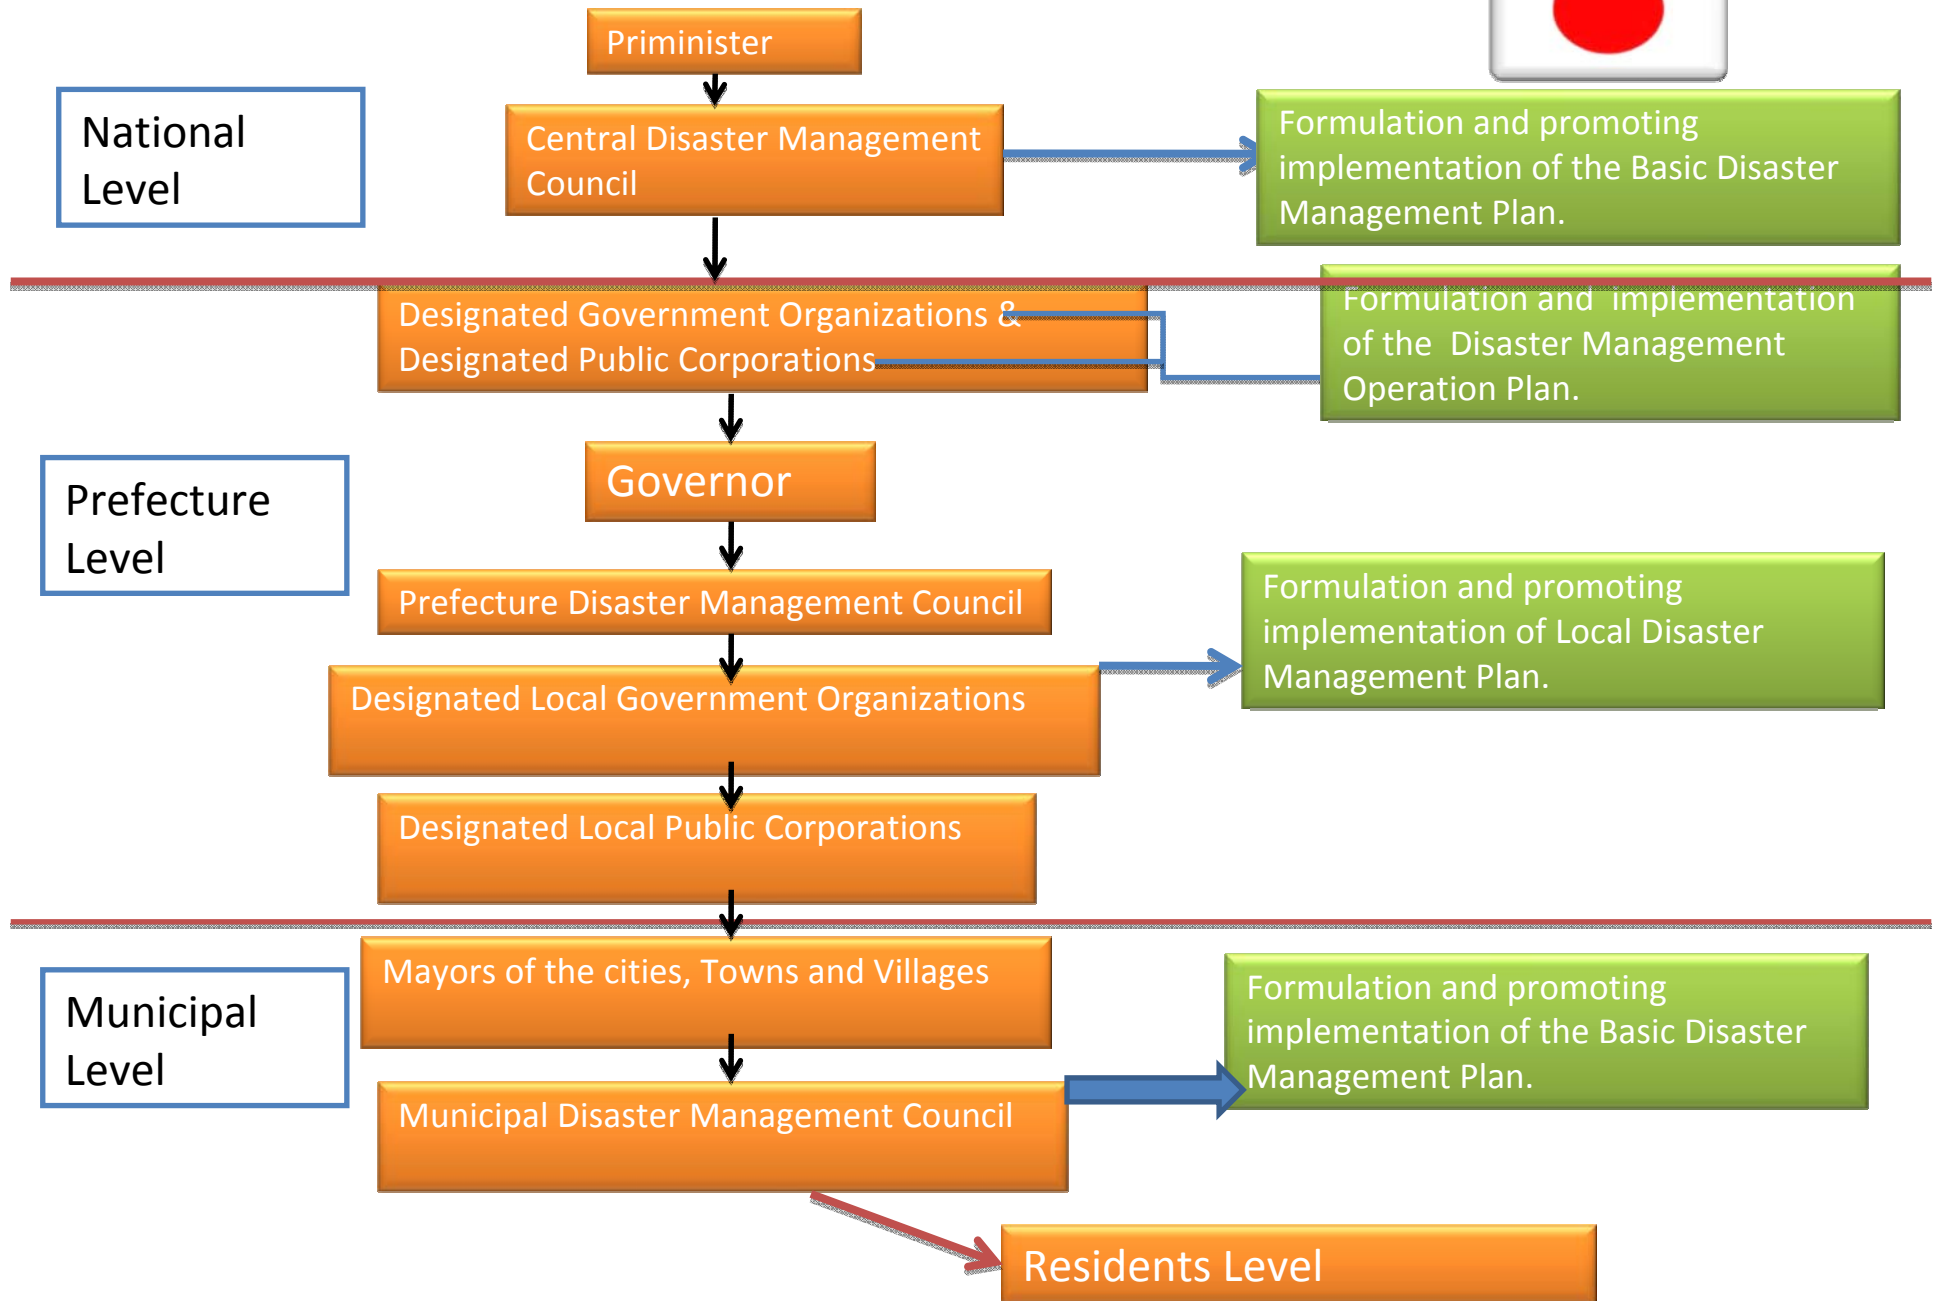 Priminister
National
Level
Central Disaster Management
Council
Formulation and promoting
implementation of the Basic Disaster
Management Plan.
Designated Government Organizations &
Designated Public Corporations
Formulation and implementation
of the Disaster Management
Operation Plan.
Governor
Prefecture
Level
Prefecture Disaster Management Council
Formulation and promoting
implementation of Local Disaster
Management Plan.
Designated Local Government Organizations
Designated Local Public Corporations
Mayors of the cities, Towns and Villages
Municipal
Level
Formulation and promoting
implementation of the Basic Disaster
Management Plan.
Municipal Disaster Management Council
Residents Level